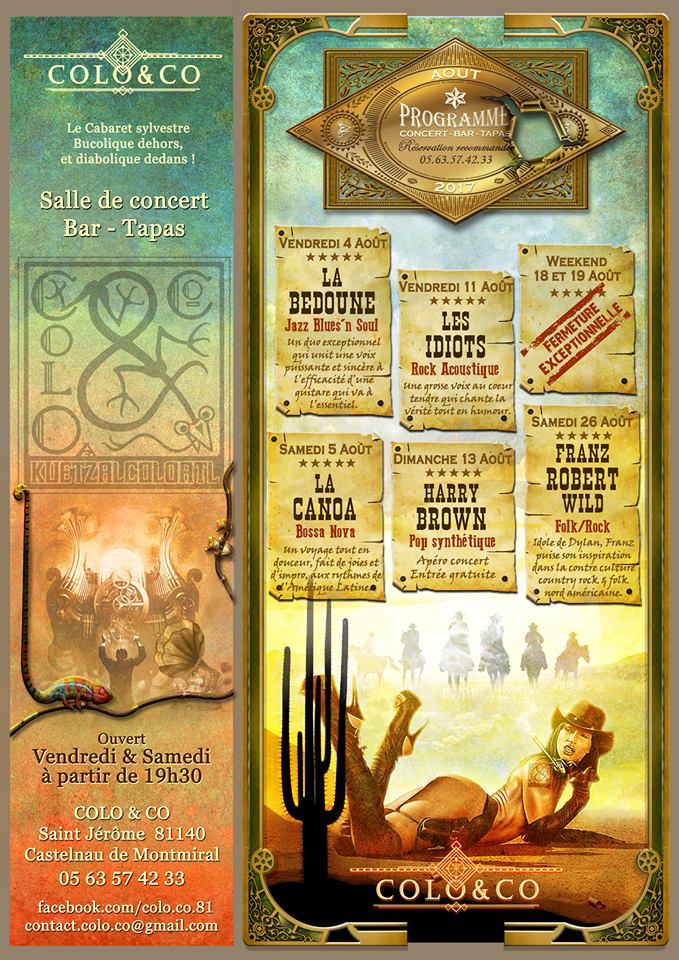 COLO&CO
Le Cabaret sylvestre
Bucolique dehors,
et diabolique dedans !
Salle de concert
Bar - Tapas
COLO
&
CO
KUETZALCOLOATL
Ouvert
Vendredi & Samedi
à partir de 19h30
COLO & CO
Saint Jérôme 81140
Castelnau de Montmiral
05 63 57 42 33
facebook.com/colo.co.81
contact.colo.co@gmail.com
AOUT
PROGRAMME
CONCERT-BAR-TAPAS
Réservation recommandée
05.63.57.42.33
2017
VENDREDI 4 AOÛT
LA
BEDOUNE
Jazz Blues'n Soul
Un duo exceptionnel
qui unit une voix
puissante et sincère à
l'efficacité d'une
guitare qui va à
l'essentiel.
VENDREDI 11 AOÛT
LES
IDIOTS
Rock Acoustique
Une grosse voix au coeur
tendre qui chante la
vérité tout en humour.
WEEKEND
18 ET 19 AOÛT
FERMETURE
EXCEPTIONNELLE
SAMEDI 5 AOÛT
LA
CANOA
Bossa Nova
Un voyage tout en
douceur, fait de joies et
d'impro, aux rythmes de
l'Amérique Latine.
DIMANCHE 13 AOÛT
HARRY
BROWN
Pop synthétique
Apéro concert
Entrée gratuite
SAMEDI 26 AOÛT
FRANZ
ROBERT
WILD
Folk/Rock
Idole de Dylan, Franz
puise son inspiration
dans la contre culture
country rock & folk
nord américaine.
COLO&CO